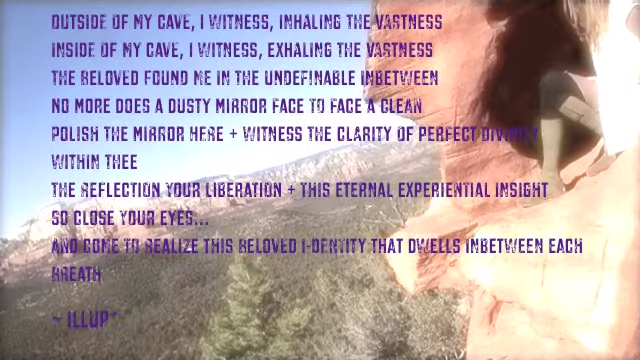 OUTSIDE OF MY CAVE, I WITNESS, INHALING THE VASTNESS
INSIDE OF MY CAVE, I WITNESS, EXHALING THE VASTNESS
THE BELOVED FOUND ME IN THE UNDEFINABLE INBETWEEN
NO MORE DOES A DUSTY MIRROR FACE TO FACE A CLEAN
POLISH THE MIRROR HERE + WITNESS THE CLARITY OF PERFECT DIVINITY
WITHIN THEE
THE REFLECTION YOUR LIBERATION + THIS ETERNAL EXPERIENTIAL INSIGHT
SO CLOSE YOUR EYES...
AND COME TO REALIZE THIS BELOVED I-DENTITY THAT DWELLS INBETWEEN EACH
BREATH
~ ILLUP*